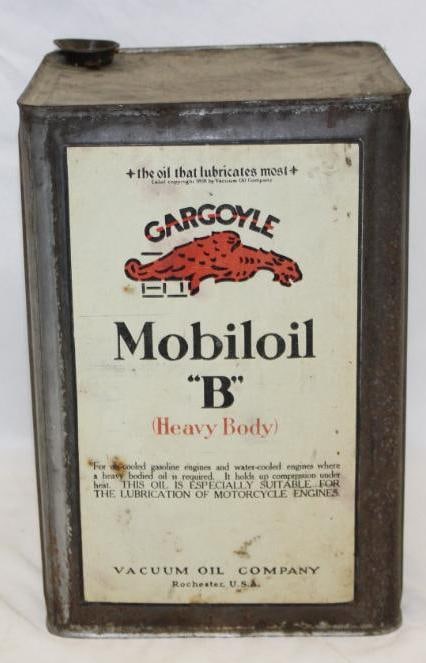 the oil that lubricates most
Label copyright 1918 by Vacuum Oil Company
GARGOYLE
Mobiloil
"B"
(Heavy Body)
For air-cooled gasoline engines and water-cooled engines where
a heavy bodied oil is required. It holds up compression under
heat. THIS OIL IS ESPECIALLY SUITABLE FOR
THE LUBRICATION OF MOTORCYCLE ENGINES.
VACUUM OIL COMPANY
Rochester, U.S.A.